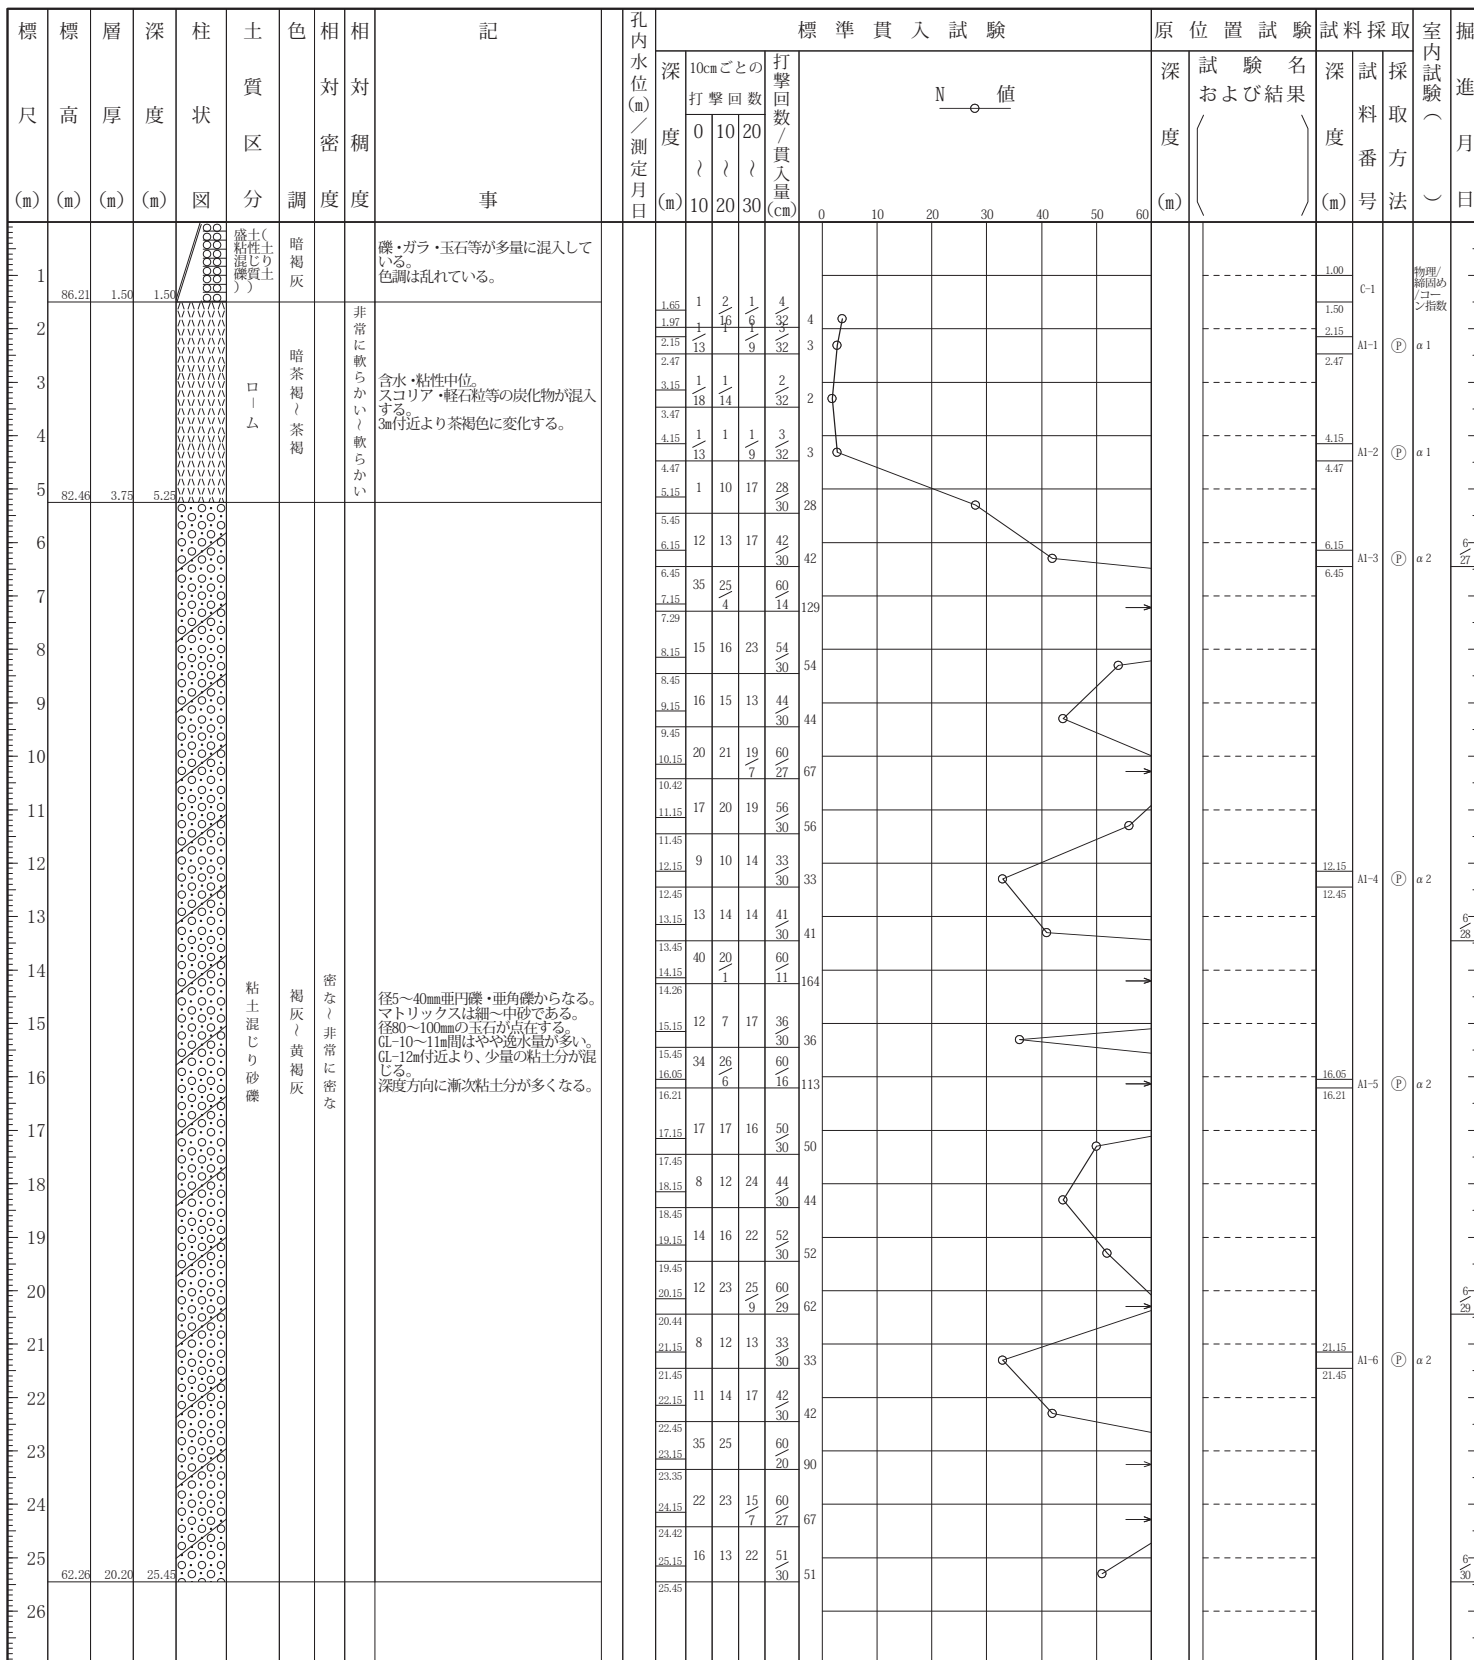 標尺(m) 標高(m) 層厚(m) 深度(m) 柱状図 土質区分 色調 相対密度 相対稠度 記事 孔内水位(m)／測定月日 標準貫入試験 原位置試験 試料採取 室内試験( ) 掘進月日
深度(m) 10cmごとの打撃回数 打撃回数/貫入量(cm) N 値 深度(m) 試験名および結果 深度(m) 試料番号 採取方法
0～10 10～20 20～30
0 10 20 30 40 50 60
盛土(粘性土混じり礫質土)) 暗褐灰
礫・ガラ・玉石等が多量に混入して
いる。
色調は乱れている。
1 1.00 C-1 物理/締固め/コーン指数
86.21 1.50 1.50 1.50
1.65 1 2/16 1/6 4/32 4
1.97
2 2.15 1/13 1 1/9 3/32 3 2.15 A1-1 Ⓟ α1
2.47 2.47
ローム 暗茶褐～茶褐 非常に軟らかい～軟らかい
含水・粘性中位。
スコリア・軽石粒等の炭化物が混入
する。
3m付近より茶褐色に変化する。
3 3.15 1/18 1/14 2/32 2
3.47
4 4.15 1/13 1 1/9 3/32 3 4.15 A1-2 Ⓟ α1
4.47 4.47
5 82.46 3.75 5.25 5.15 1 10 17 28/30 28
5.45
6 6.15 12 13 17 42/30 42 6.15 A1-3 Ⓟ α2 6/27
6.45 6.45
7 7.15 35 25/4 60/14 129
7.29
8 8.15 15 16 23 54/30 54
8.45
9 9.15 16 15 13 44/30 44
9.45
10 10.15 20 21 19/7 60/27 67
10.42
11 11.15 17 20 19 56/30 56
11.45
12 12.15 9 10 14 33/30 33 12.15 A1-4 Ⓟ α2
12.45 12.45
13 13.15 13 14 14 41/30 41 6/28
13.45
14 14.15 40 20/1 60/11 164
14.26
粘土混じり砂礫 褐灰～黄褐灰 密な～非常に密な
径5～40mm亜円礫・亜角礫からなる。
マトリックスは細～中砂である。
径80～100mmの玉石が点在する。
GL-10～11m間はやや逸水量が多い。
GL-12m付近より、少量の粘土分が混
じる。
深度方向に漸次粘土分が多くなる。
15 15.15 12 7 17 36/30 36
15.45
16 16.05 34 26/6 60/16 113 16.05 A1-5 Ⓟ α2
16.21 16.21
17 17.15 17 17 16 50/30 50
17.45
18 18.15 8 12 24 44/30 44
18.45
19 19.15 14 16 22 52/30 52
19.45
20 20.15 12 23 25/9 60/29 62 6/29
20.44
21 21.15 8 12 13 33/30 33 21.15 A1-6 Ⓟ α2
21.45 21.45
22 22.15 11 14 17 42/30 42
22.45
23 23.15 35 25 60/20 90
23.35
24 24.15 22 23 15/7 60/27 67
24.42
25 62.26 20.20 25.45 25.15 16 13 22 51/30 51 6/30
25.45
26